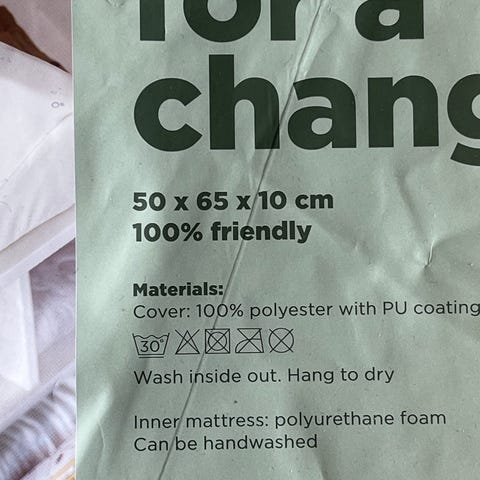 for a
chang
50 x 65 x 10 cm
100% friendly
Materials:
Cover: 100% polyester with PU coating
30°
Wash inside out. Hang to dry
Inner mattress: polyurethane foam
Can be handwashed